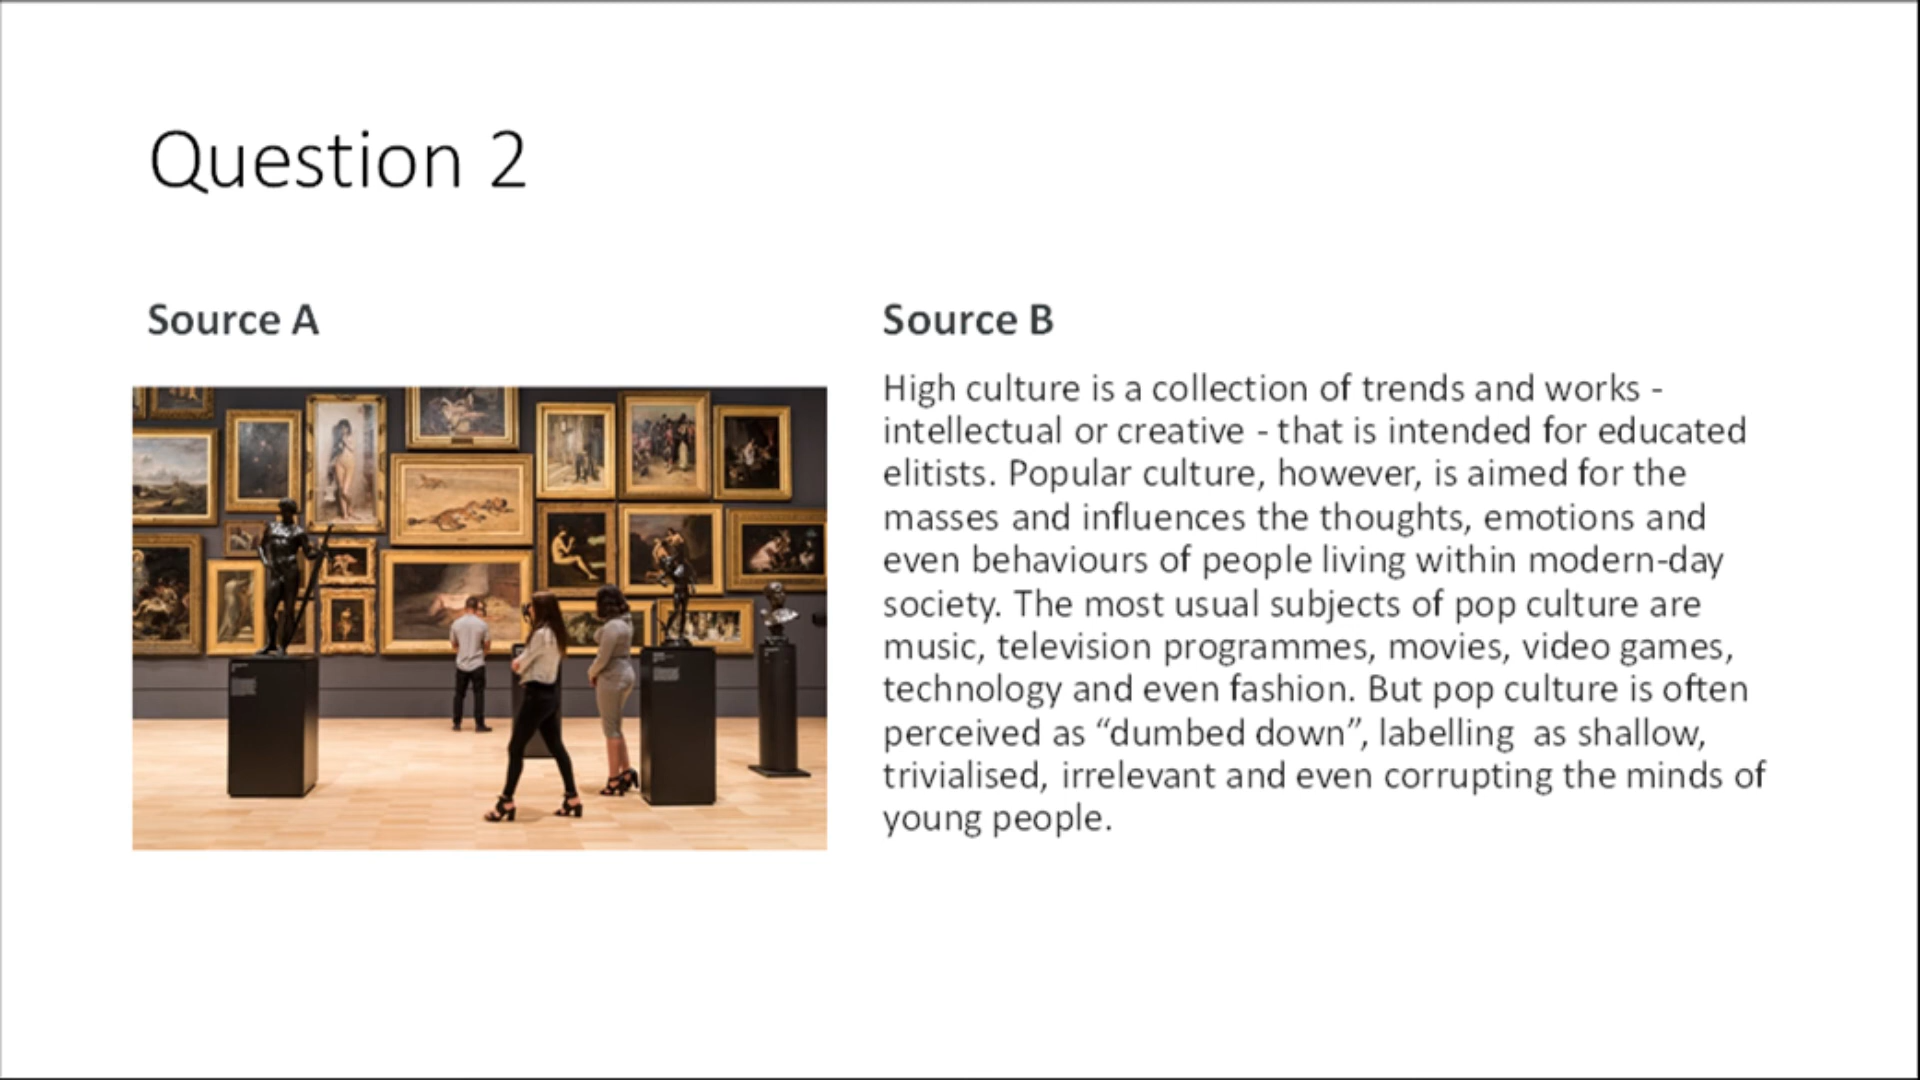 Question 2
Source A
Source B
High culture is a collection of trends and works -
intellectual or creative - that is intended for educated
elitists. Popular culture, however, is aimed for the
masses and influences the thoughts, emotions and
even behaviours of people living within modern-day
society. The most usual subjects of pop culture are
music, television programmes, movies, video games,
technology and even fashion. But pop culture is often
perceived as “dumbed down”, labelling  as shallow,
trivialised, irrelevant and even corrupting the minds of
young people.